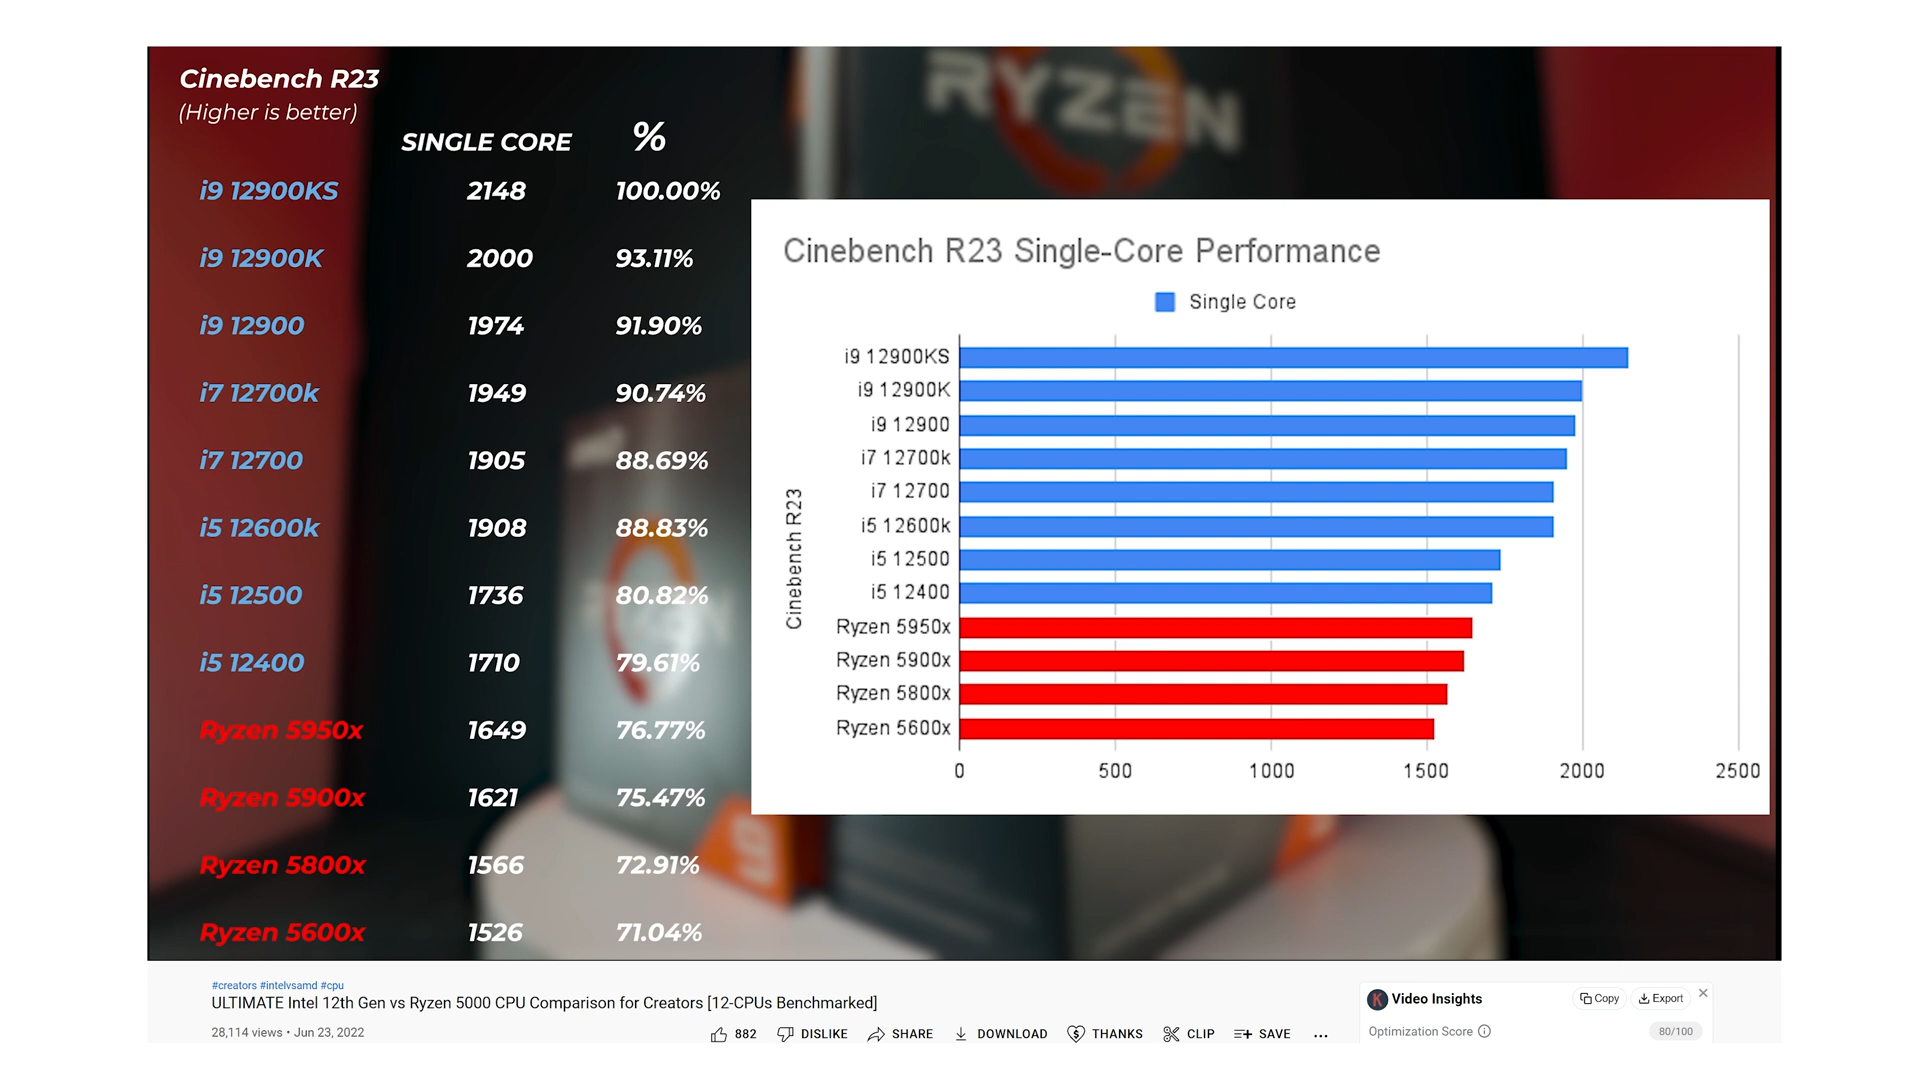 Cinebench R23
(Higher is better)
SINGLE CORE %
i9 12900KS 2148 100.00%
i9 12900K 2000 93.11%
i9 12900 1974 91.90%
i7 12700k 1949 90.74%
i7 12700 1905 88.69%
i5 12600k 1908 88.83%
i5 12500 1736 80.82%
i5 12400 1710 79.61%
Ryzen 5950x 1649 76.77%
Ryzen 5900x 1621 75.47%
Ryzen 5800x 1566 72.91%
Ryzen 5600x 1526 71.04%
RYZEN
Cinebench R23 Single-Core Performance
Single Core
Cinebench R23
i9 12900KS
i9 12900K
i9 12900
i7 12700k
i7 12700
i5 12600k
i5 12500
i5 12400
Ryzen 5950x
Ryzen 5900x
Ryzen 5800x
Ryzen 5600x
0 500 1000 1500 2000 2500
#creators #intelvsamd #cpu
ULTIMATE Intel 12th Gen vs Ryzen 5000 CPU Comparison for Creators [12-CPUs Benchmarked]
28,114 views • Jun 23, 2022
882 DISLIKE SHARE DOWNLOAD THANKS CLIP SAVE ...
K Video Insights Copy Export
Optimization Score 80/100